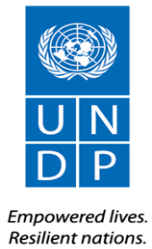 U N
D P
Empowered lives.
Resilient nations.